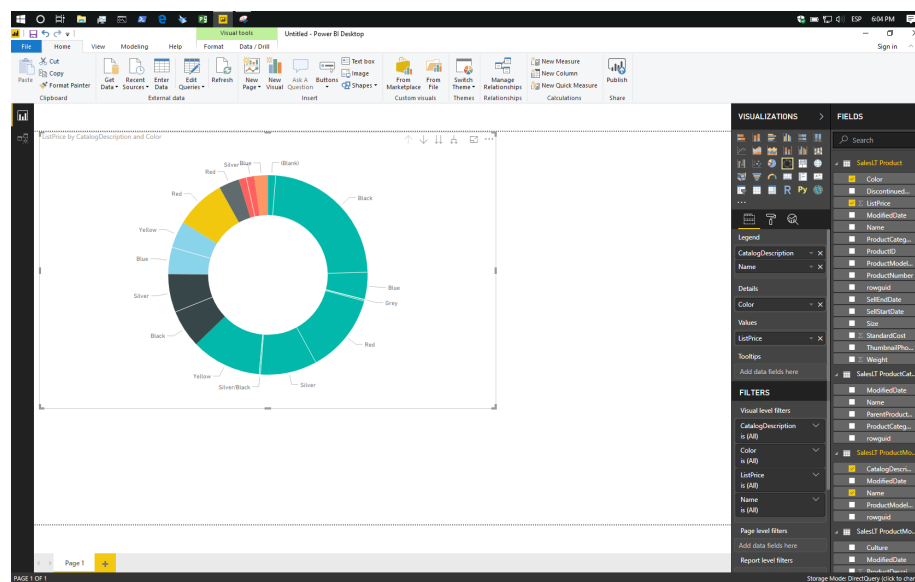 ESP 6:04 PM
Visual tools
Untitled - Power BI Desktop
File Home View Modeling Help Format Data / Drill
Sign in
Paste
Cut
Copy
Format Painter
Get Data
Recent Sources
Enter Data
Edit Queries
Refresh
New Page
New Visual
Ask A Question
Buttons
Text box
Image
Shapes
From Marketplace
From File
Switch Theme
Manage Relationships
New Measure
New Column
New Quick Measure
Publish
Clipboard External data Insert Custom visuals Themes Relationships Calculations Share
ListPrice by CatalogDescription and Color
(Blank)
Black
Blue
Grey
Red
Silver
Silver/Black
Yellow
Black
Silver
Blue
Yellow
Red
Red
Silver
Blue
VISUALIZATIONS
R Py
Legend
CatalogDescription
Name
Details
Color
Values
ListPrice
Tooltips
Add data fields here
FILTERS
Visual level filters
CatalogDescription
is (All)
Color
is (All)
ListPrice
is (All)
Name
is (All)
Page level filters
Add data fields here
Report level filters
FIELDS
Search
SalesLT Product
Color
Discontinued...
Σ ListPrice
ModifiedDate
Name
ProductCateg...
ProductID
ProductModel...
ProductNumber
rowguid
SellEndDate
SellStartDate
Size
Σ StandardCost
ThumbnailPho...
Σ Weight
SalesLT ProductCat...
ModifiedDate
Name
ParentProduct...
ProductCateg...
rowguid
SalesLT ProductMo...
CatalogDescri...
ModifiedDate
Name
ProductModel...
rowguid
SalesLT ProductMo...
Culture
ModifiedDate
ProductDescri...
Page 1
PAGE 1 OF 1
Storage Mode: DirectQuery (click to chan